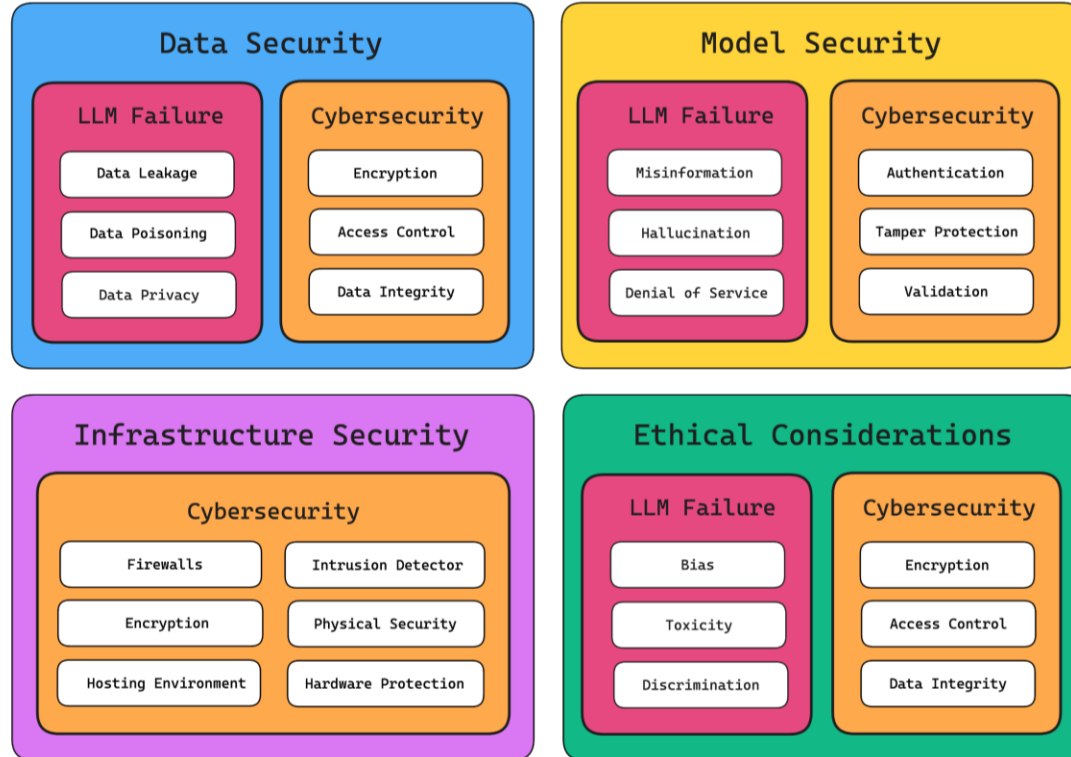 Data Security
LLM Failure
Data Leakage
Data Poisoning
Data Privacy
Cybersecurity
Encryption
Access Control
Data Integrity
Model Security
LLM Failure
Misinformation
Hallucination
Denial of Service
Cybersecurity
Authentication
Tamper Protection
Validation
Infrastructure Security
Cybersecurity
Firewalls
Intrusion Detector
Encryption
Physical Security
Hosting Environment
Hardware Protection
Ethical Considerations
LLM Failure
Bias
Toxicity
Discrimination
Cybersecurity
Encryption
Access Control
Data Integrity